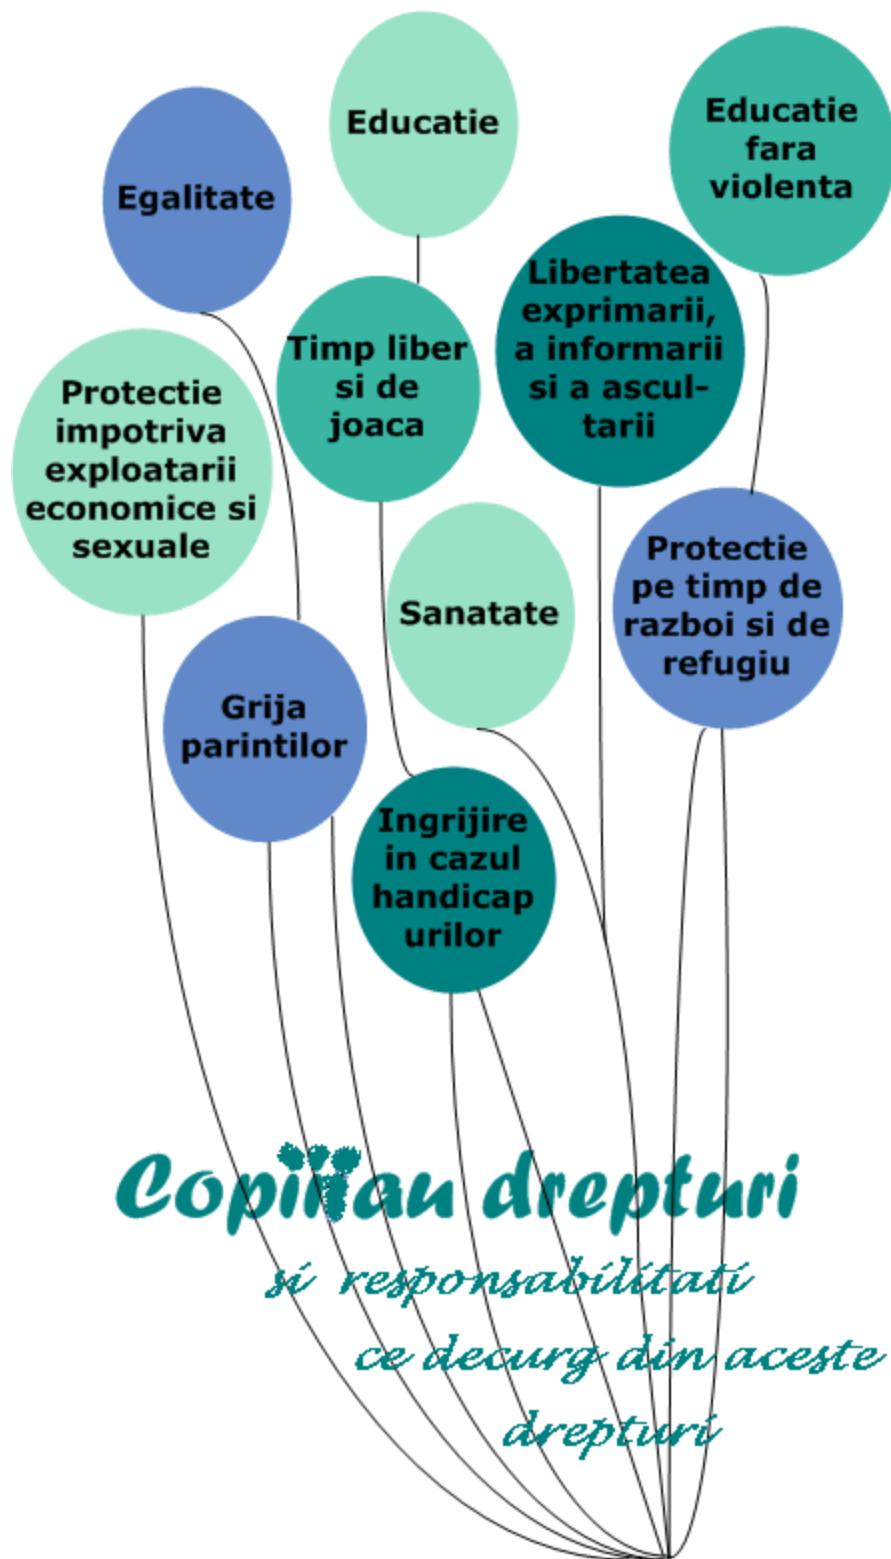 Educatie
Educatie
fara
violenta
Egalitate
Libertatea
exprimarii,
a informarii
si a ascul-
tarii
Timp liber
si de
joaca
Protectie
impotriva
exploatarii
economice si
sexuale
Protectie
pe timp de
razboi si de
refugiu
Sanatate
Grija
parintilor
Ingrijire
in cazul
handicap
urilor
Copiii au drepturi
si responsabilitati
ce decurg din aceste
drepturi